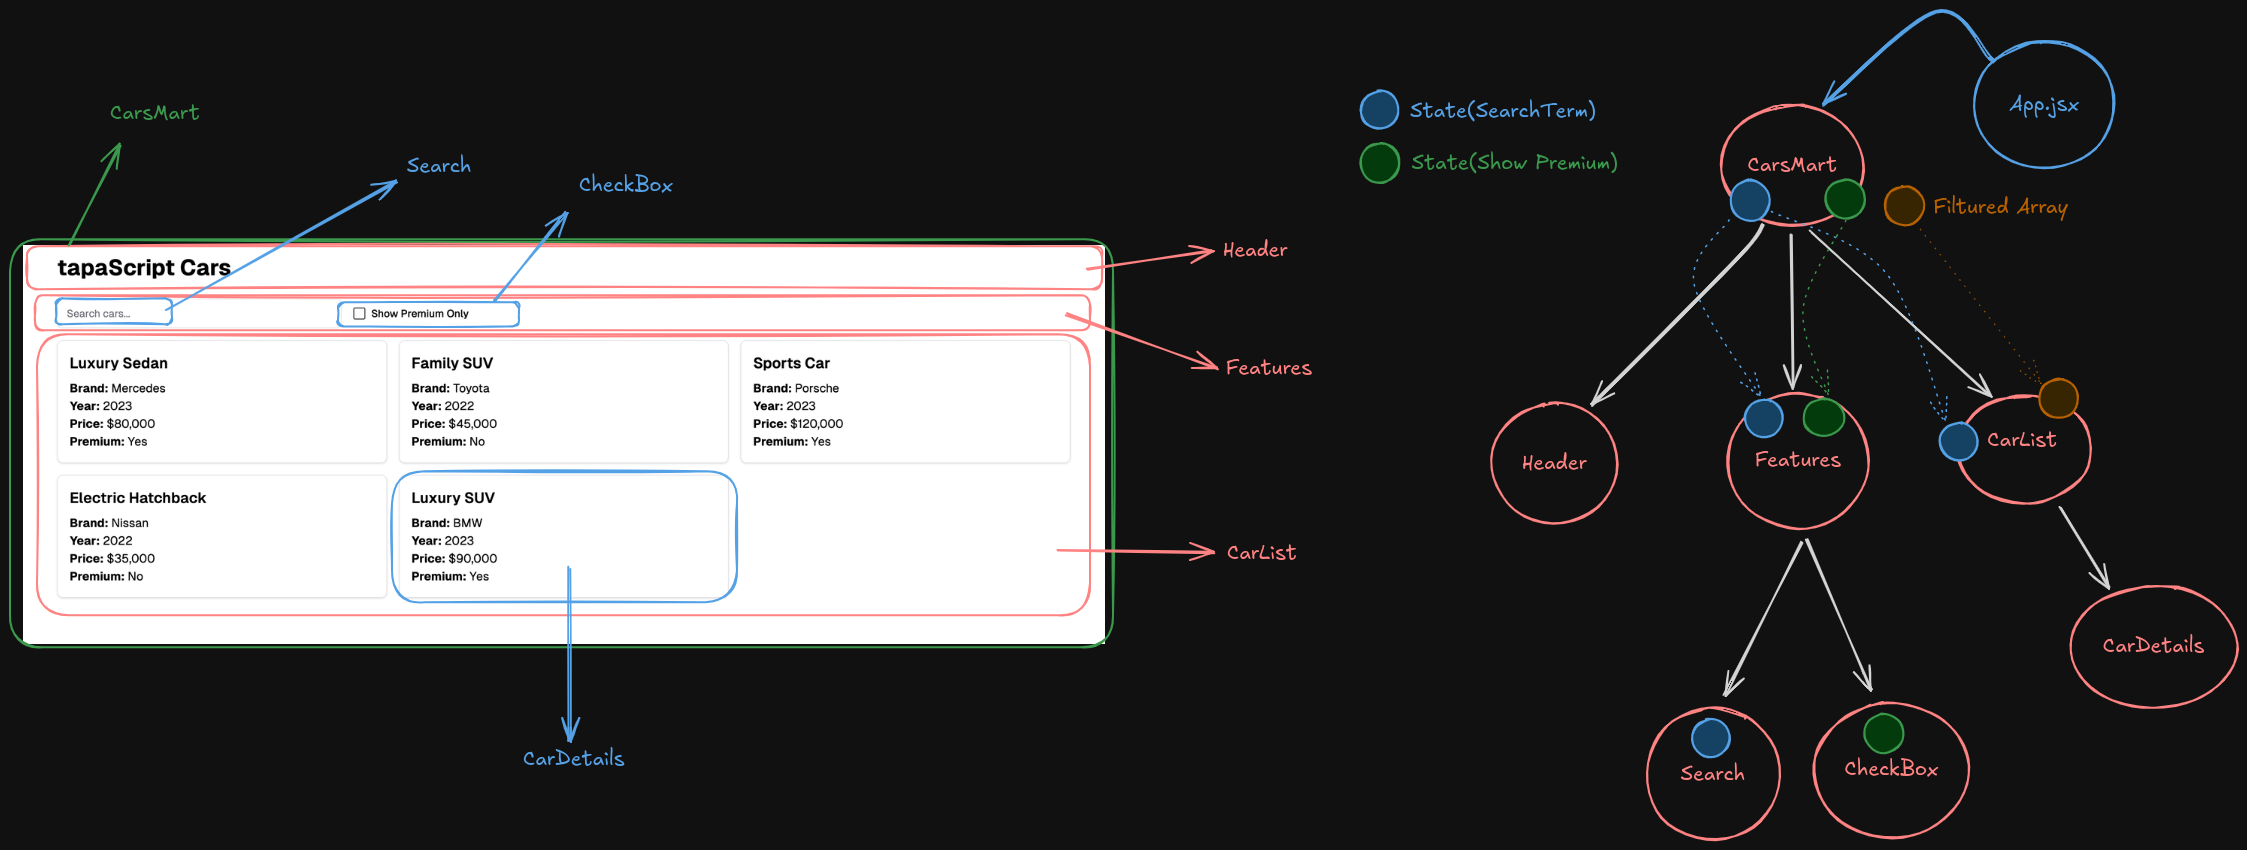 CarsMart
Search
CheckBox
tapaScript Cars
Search cars...
Show Premium Only
Luxury Sedan
Brand: Mercedes
Year: 2023
Price: $80,000
Premium: Yes
Family SUV
Brand: Toyota
Year: 2022
Price: $45,000
Premium: No
Sports Car
Brand: Porsche
Year: 2023
Price: $120,000
Premium: Yes
Electric Hatchback
Brand: Nissan
Year: 2022
Price: $35,000
Premium: No
Luxury SUV
Brand: BMW
Year: 2023
Price: $90,000
Premium: Yes
Header
Features
CarList
CarDetails
State(SearchTerm)
State(Show Premium)
App.jsx
CarsMart
Filtured Array
Header
Features
CarList
CarDetails
Search
CheckBox